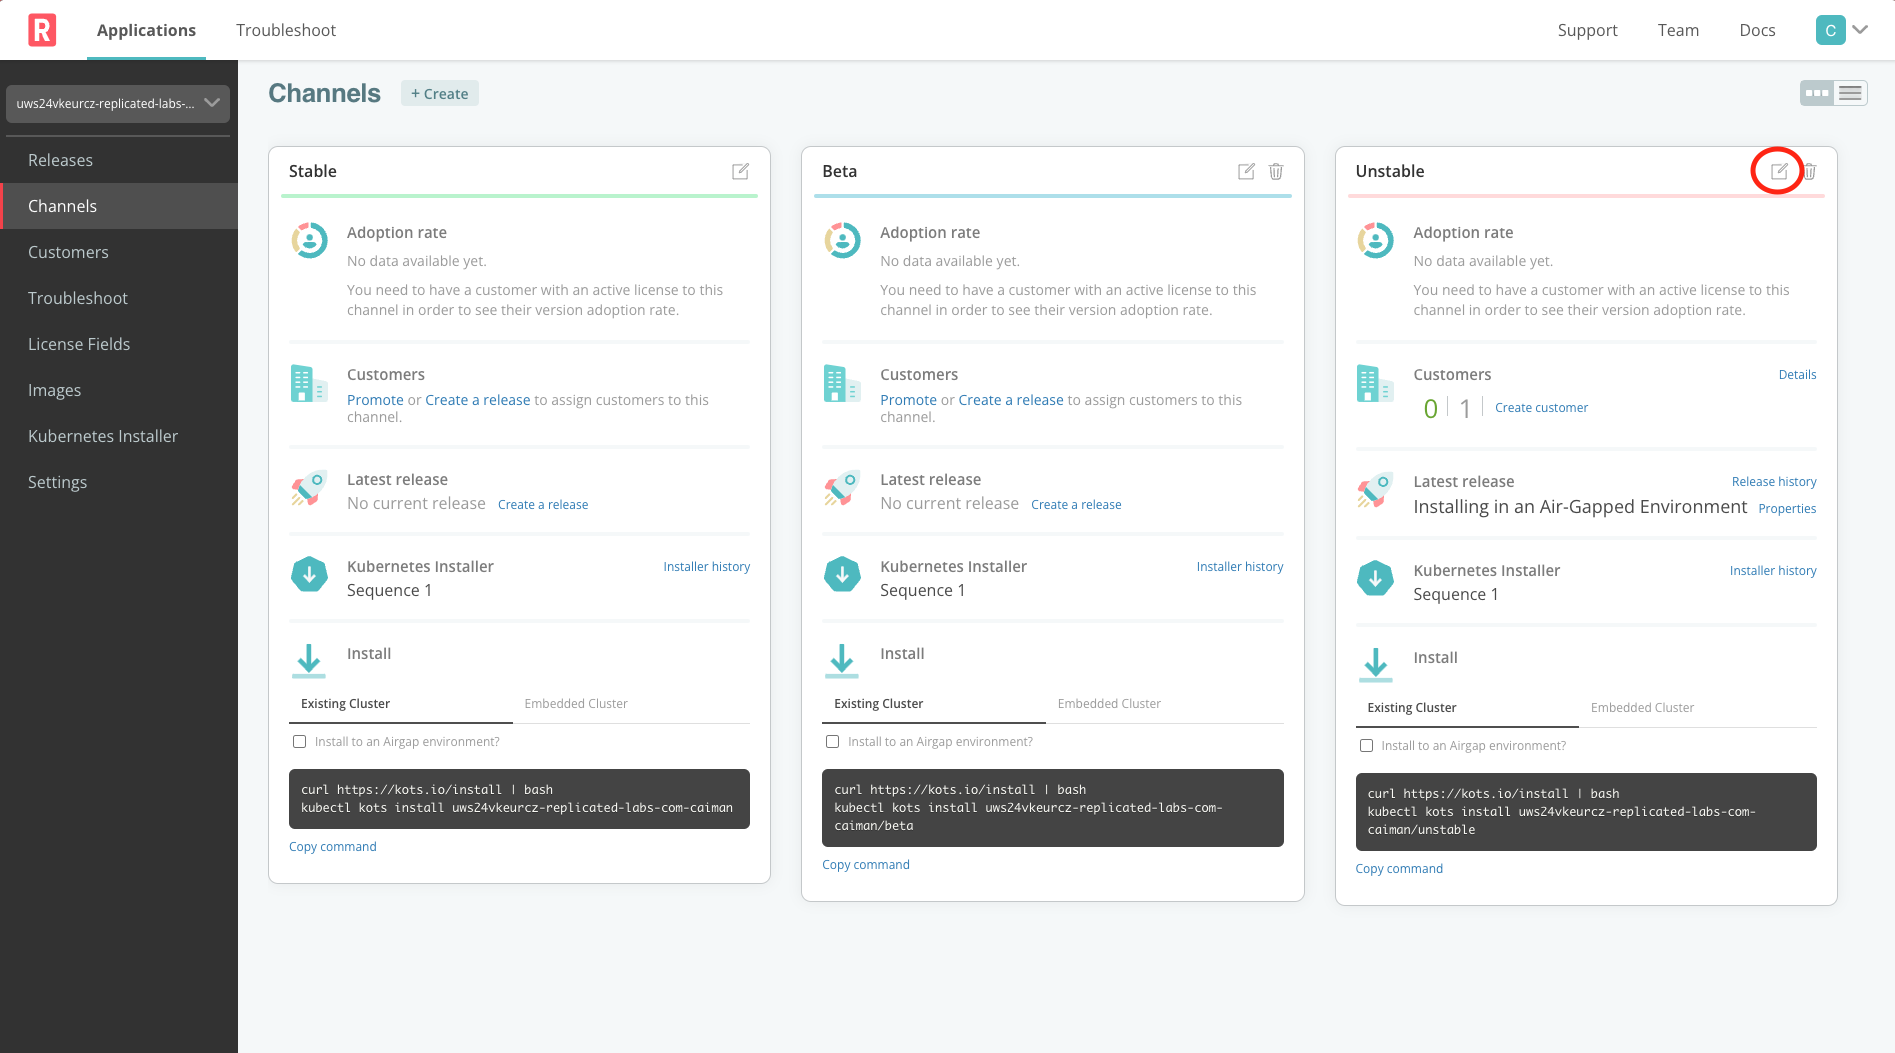 R
Applications
Troubleshoot
Support
Team
Docs
C
uws24vkeurcz-replicated-labs-...
Releases
Channels
Customers
Troubleshoot
License Fields
Images
Kubernetes Installer
Settings
Channels
+ Create
Stable
Adoption rate
No data available yet.
You need to have a customer with an active license to this
channel in order to see their version adoption rate.
Customers
Promote or Create a release to assign customers to this
channel.
Latest release
No current release Create a release
Kubernetes Installer
Installer history
Sequence 1
Install
Existing Cluster
Embedded Cluster
Install to an Airgap environment?
curl https://kots.io/install | bash
kubectl kots install uws24vkeurcz-replicated-labs-com-caiman
Copy command
Beta
Adoption rate
No data available yet.
You need to have a customer with an active license to this
channel in order to see their version adoption rate.
Customers
Promote or Create a release to assign customers to this
channel.
Latest release
No current release Create a release
Kubernetes Installer
Installer history
Sequence 1
Install
Existing Cluster
Embedded Cluster
Install to an Airgap environment?
curl https://kots.io/install | bash
kubectl kots install uws24vkeurcz-replicated-labs-com-
caiman/beta
Copy command
Unstable
Adoption rate
No data available yet.
You need to have a customer with an active license to this
channel in order to see their version adoption rate.
Customers
Details
0 1 Create customer
Latest release
Release history
Installing in an Air-Gapped Environment Properties
Kubernetes Installer
Installer history
Sequence 1
Install
Existing Cluster
Embedded Cluster
Install to an Airgap environment?
curl https://kots.io/install | bash
kubectl kots install uws24vkeurcz-replicated-labs-com-
caiman/unstable
Copy command